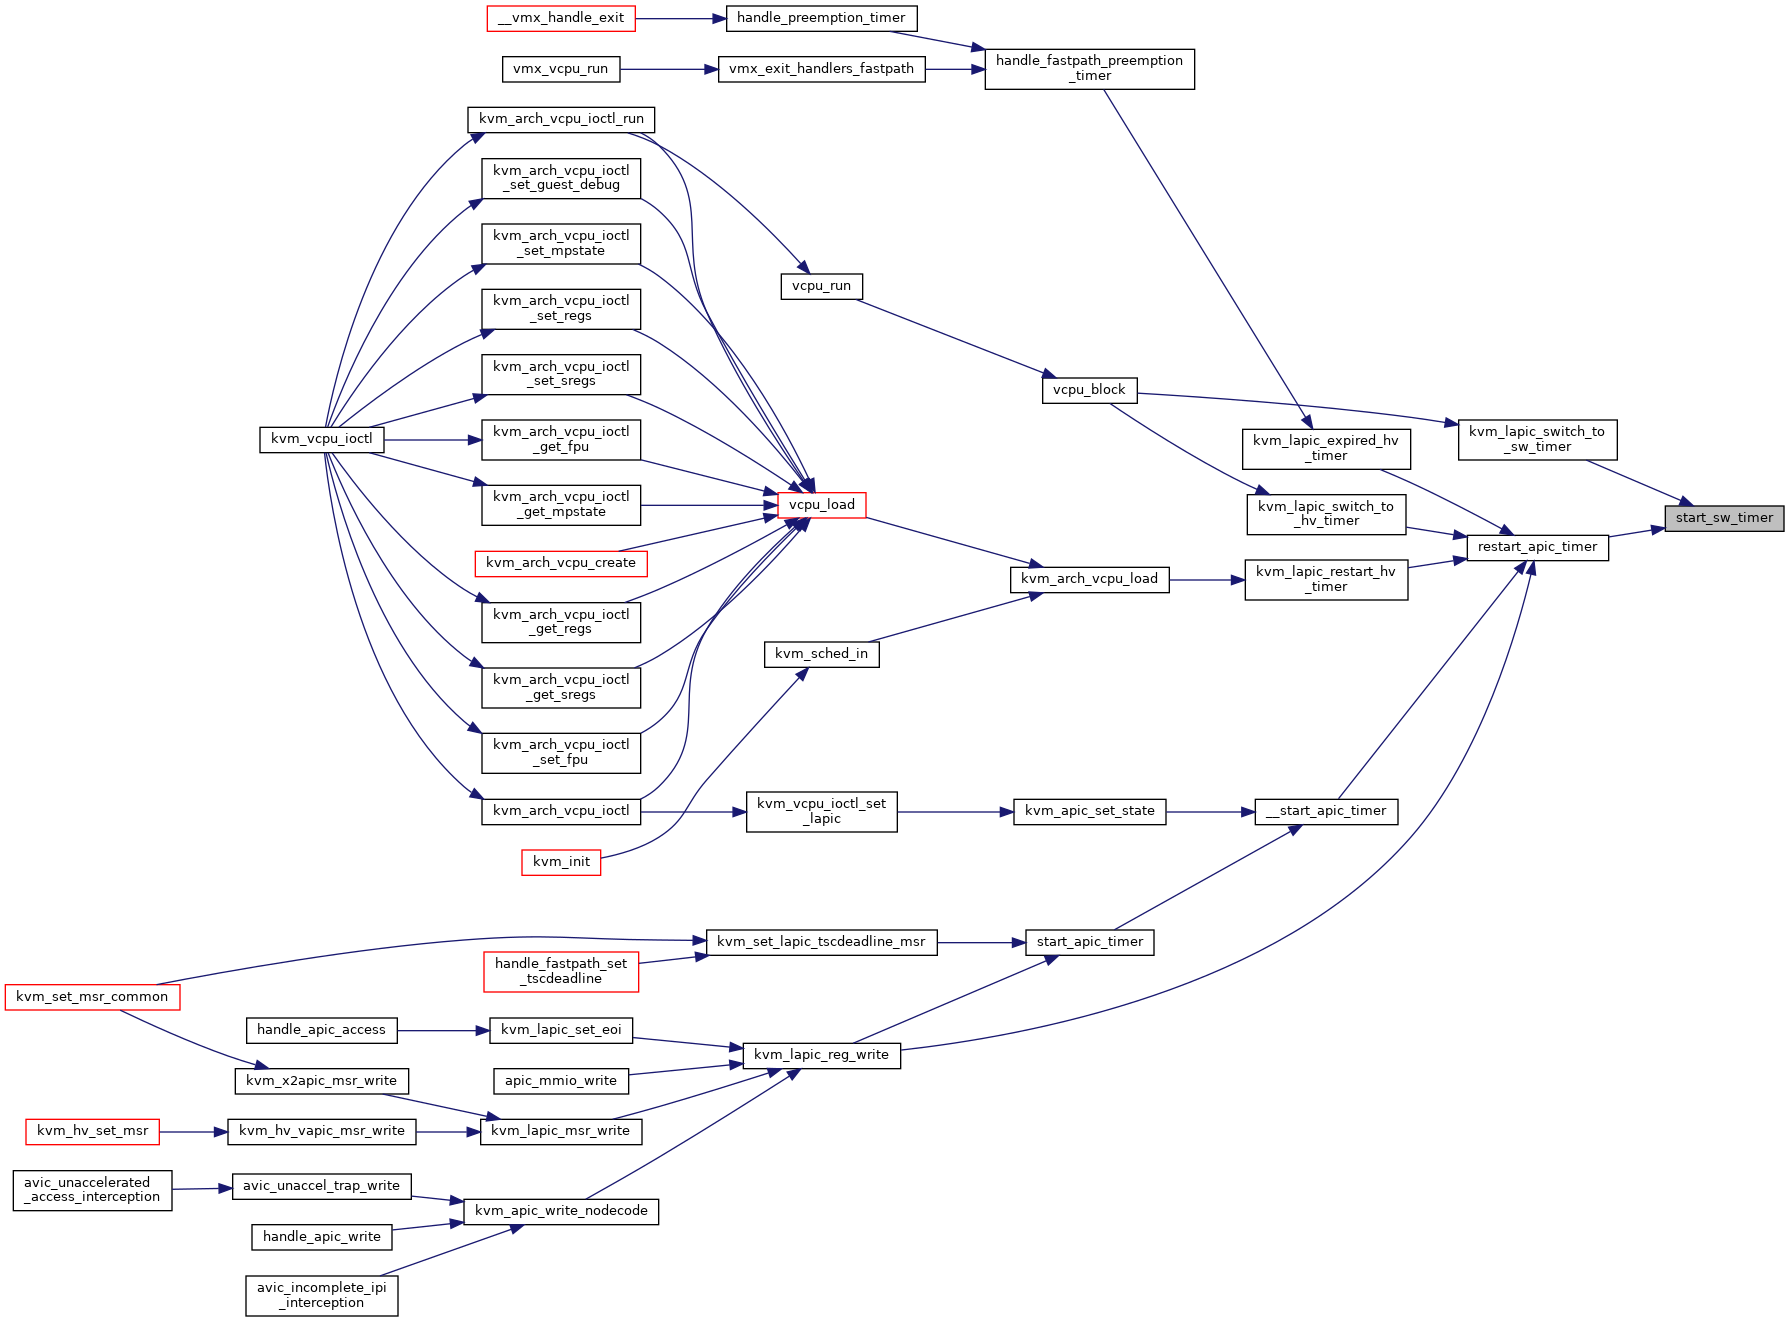 __vmx_handle_exit
handle_preemption_timer
handle_fastpath_preemption
_timer
vmx_vcpu_run
vmx_exit_handlers_fastpath
kvm_arch_vcpu_ioctl_run
kvm_arch_vcpu_ioctl
_set_guest_debug
kvm_arch_vcpu_ioctl
_set_mpstate
vcpu_run
kvm_arch_vcpu_ioctl
_set_regs
kvm_arch_vcpu_ioctl
_set_sregs
vcpu_block
kvm_vcpu_ioctl
kvm_arch_vcpu_ioctl
_get_fpu
kvm_lapic_expired_hv
_timer
kvm_lapic_switch_to
_sw_timer
kvm_arch_vcpu_ioctl
_get_mpstate
vcpu_load
kvm_lapic_switch_to
_hv_timer
start_sw_timer
restart_apic_timer
kvm_arch_vcpu_create
kvm_arch_vcpu_load
kvm_lapic_restart_hv
_timer
kvm_arch_vcpu_ioctl
_get_regs
kvm_sched_in
kvm_arch_vcpu_ioctl
_get_sregs
kvm_arch_vcpu_ioctl
_set_fpu
kvm_arch_vcpu_ioctl
kvm_vcpu_ioctl_set
_lapic
kvm_apic_set_state
__start_apic_timer
kvm_init
kvm_set_lapic_tscdeadline_msr
start_apic_timer
handle_fastpath_set
_tscdeadline
kvm_set_msr_common
handle_apic_access
kvm_lapic_set_eoi
kvm_lapic_reg_write
kvm_x2apic_msr_write
apic_mmio_write
kvm_hv_set_msr
kvm_hv_vapic_msr_write
kvm_lapic_msr_write
avic_unaccelerated
_access_interception
avic_unaccel_trap_write
kvm_apic_write_nodecode
handle_apic_write
avic_incomplete_ipi
_interception